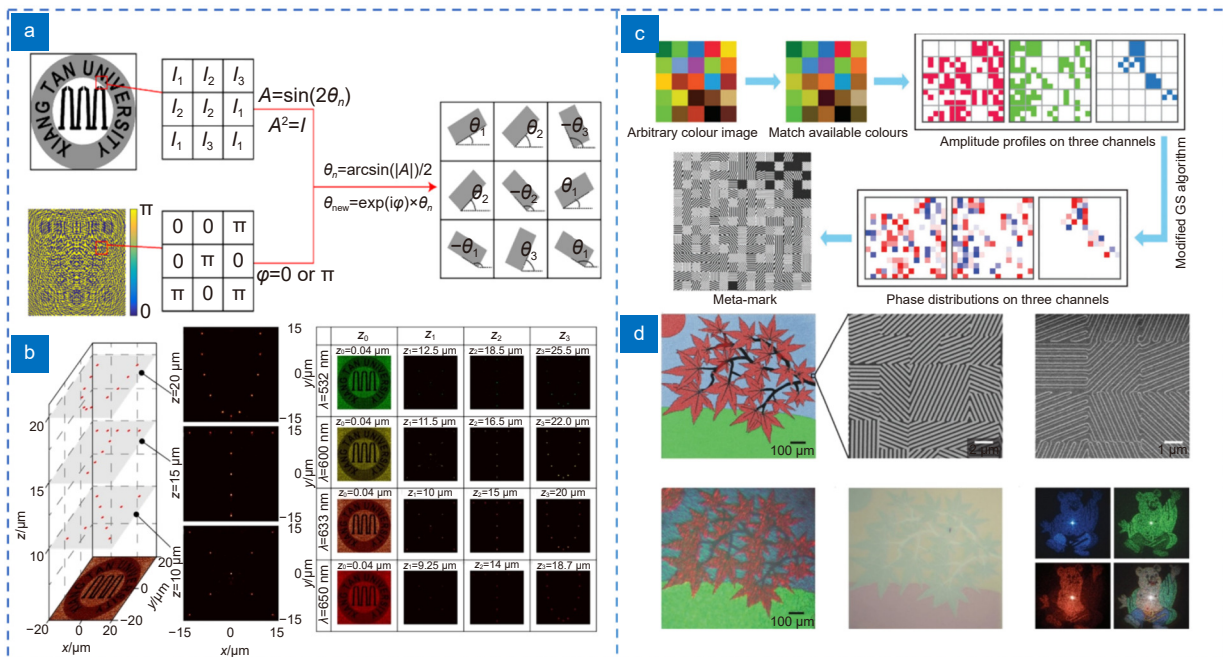 a
XIANG TAN UNIVERSITY
I₁ I₂ I₃
I₂ I₂ I₁
I₁ I₃ I₁
A=sin(2θₙ)
A²=I
π
0
0 0 π
0 π 0
π 0 π
φ=0 or π
θₙ=arcsin(|A|)/2
θnew=exp(iφ)×θₙ
θ₁ θ₂ −θ₃
θ₂ −θ₂ θ₁
−θ₁ θ₃ θ₁
b
z/μm
20
15
10
z=20 μm
z=15 μm
z=10 μm
−20 0 20
x/μm
−20
0
20
y/μm
15
0
−15
y/μm
15
0
−15
y/μm
15
0
−15
y/μm
−15 0 15
x/μm
z₀ z₁ z₂ z₃
λ=532 nm
z₀=0.04 μm z₁=12.5 μm z₂=18.5 μm z₃=25.5 μm
λ=600 nm
z₀=0.04 μm z₁=11.5 μm z₂=16.5 μm z₃=22.0 μm
λ=633 nm
z₀=0.04 μm z₁=10 μm z₂=15 μm z₃=20 μm
λ=650 nm
z₀=0.04 μm z₁=9.25 μm z₂=14 μm z₃=18.7 μm
c
Arbitrary colour image
Match available colours
Amplitude profiles on three channels
Modified GS algorithm
Phase distributions on three channels
Meta-mark
d
100 μm
2 μm
1 μm
100 μm